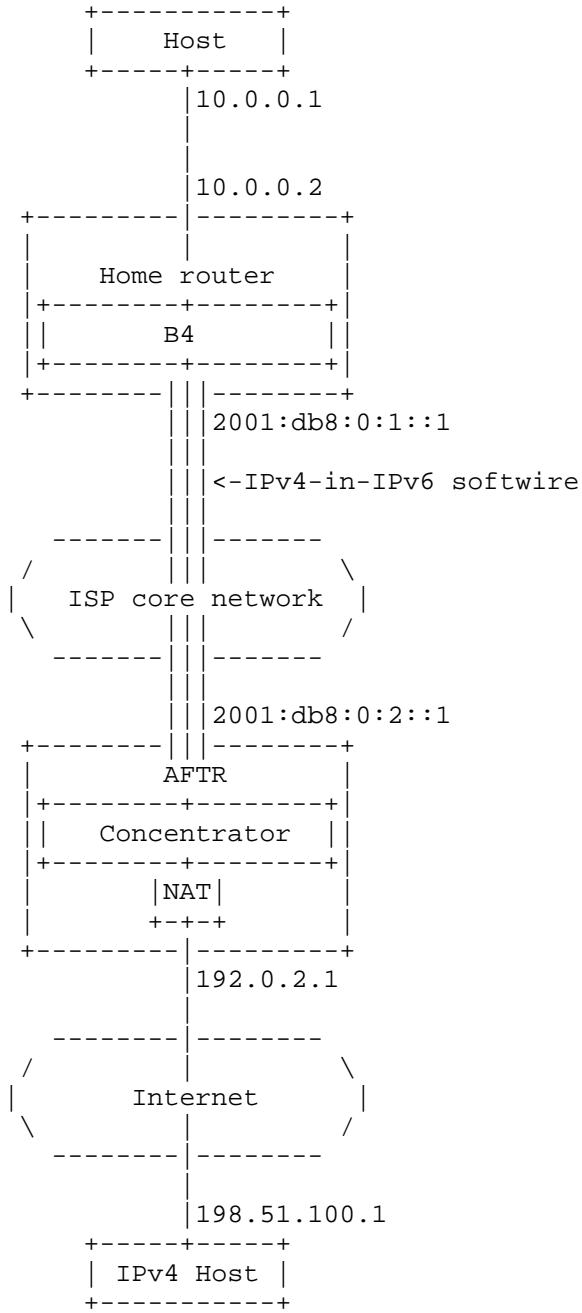 Host
10.0.0.1
10.0.0.2
Home router
B4
2001:db8:0:1::1
<-IPv4-in-IPv6 softwire
ISP core network
2001:db8:0:2::1
AFTR
Concentrator
NAT
192.0.2.1
Internet
198.51.100.1
IPv4 Host